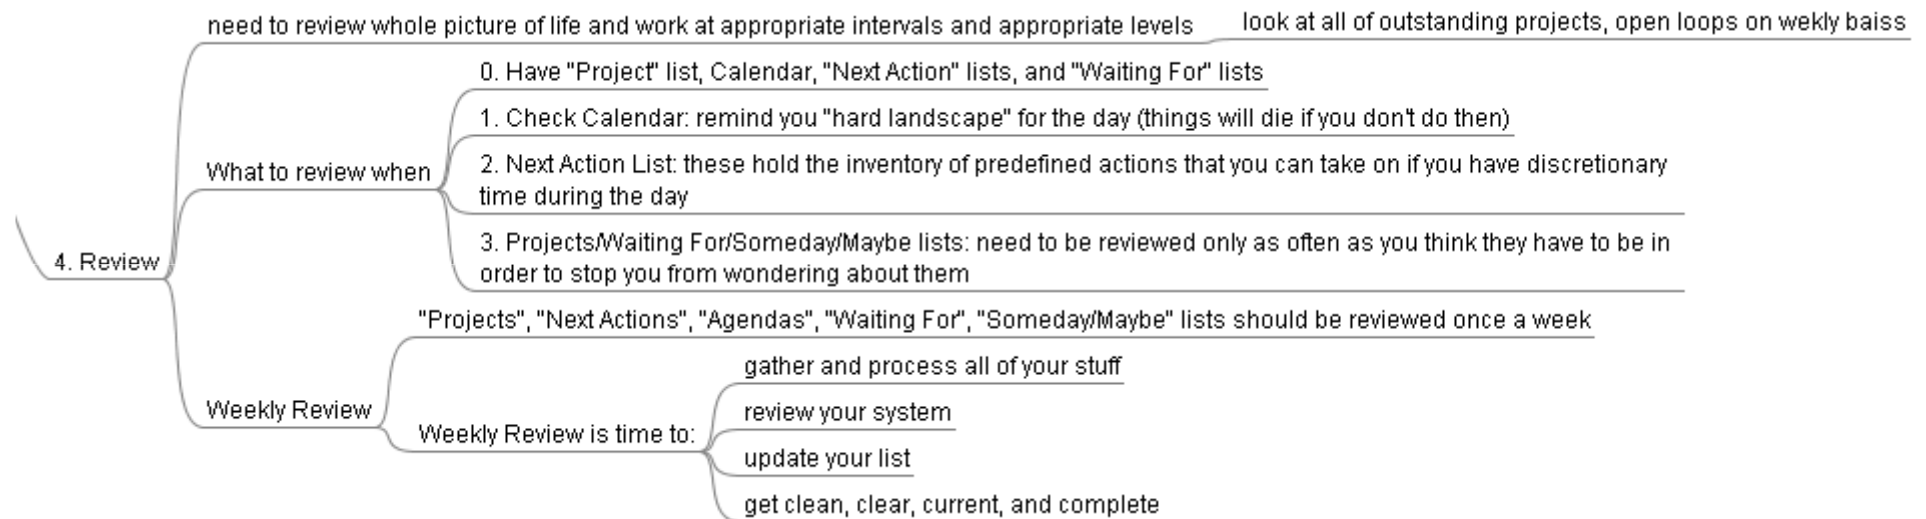 need to review whole picture of life and work at appropriate intervals and appropriate levels
look at all of outstanding projects, open loops on wekly baiss
0. Have "Project" list, Calendar, "Next Action" lists, and "Waiting For" lists
1. Check Calendar: remind you "hard landscape" for the day (things will die if you don't do then)
What to review when
2. Next Action List: these hold the inventory of predefined actions that you can take on if you have discretionary
time during the day
3. Projects/Waiting For/Someday/Maybe lists: need to be reviewed only as often as you think they have to be in
order to stop you from wondering about them
4. Review
"Projects", "Next Actions", "Agendas", "Waiting For", "Someday/Maybe" lists should be reviewed once a week
Weekly Review
Weekly Review is time to:
gather and process all of your stuff
review your system
update your list
get clean, clear, current, and complete